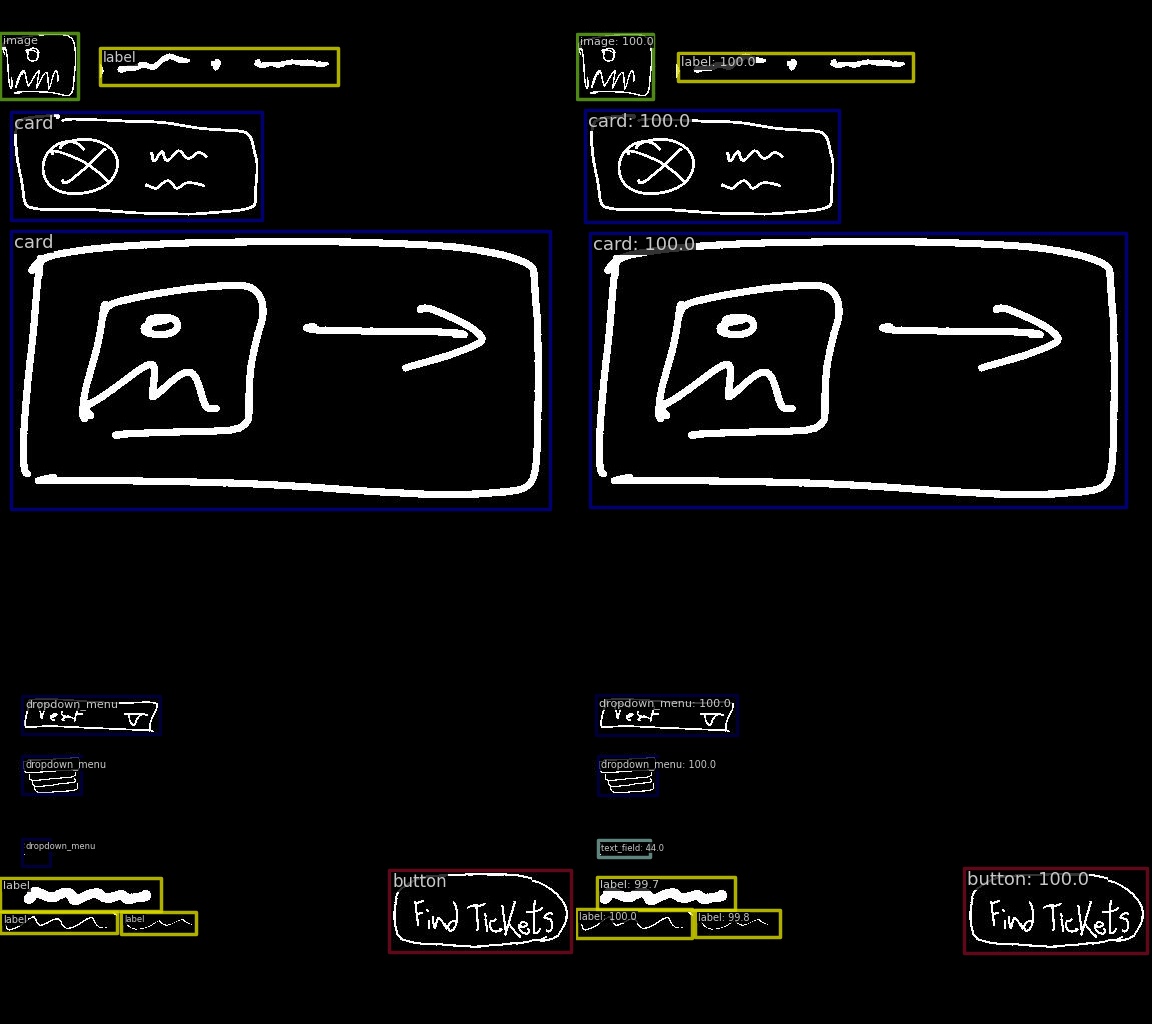 image image: 100.0
label label: 100.0
card card: 100.0
card card: 100.0
dropdown_menu dropdown_menu: 100.0
Text Text
dropdown_menu dropdown_menu: 100.0
dropdown_menu text_field: 44.0
label label: 99.7
button button: 100.0
label label label: 100.0 label: 99.8
Find Tickets Find Tickets